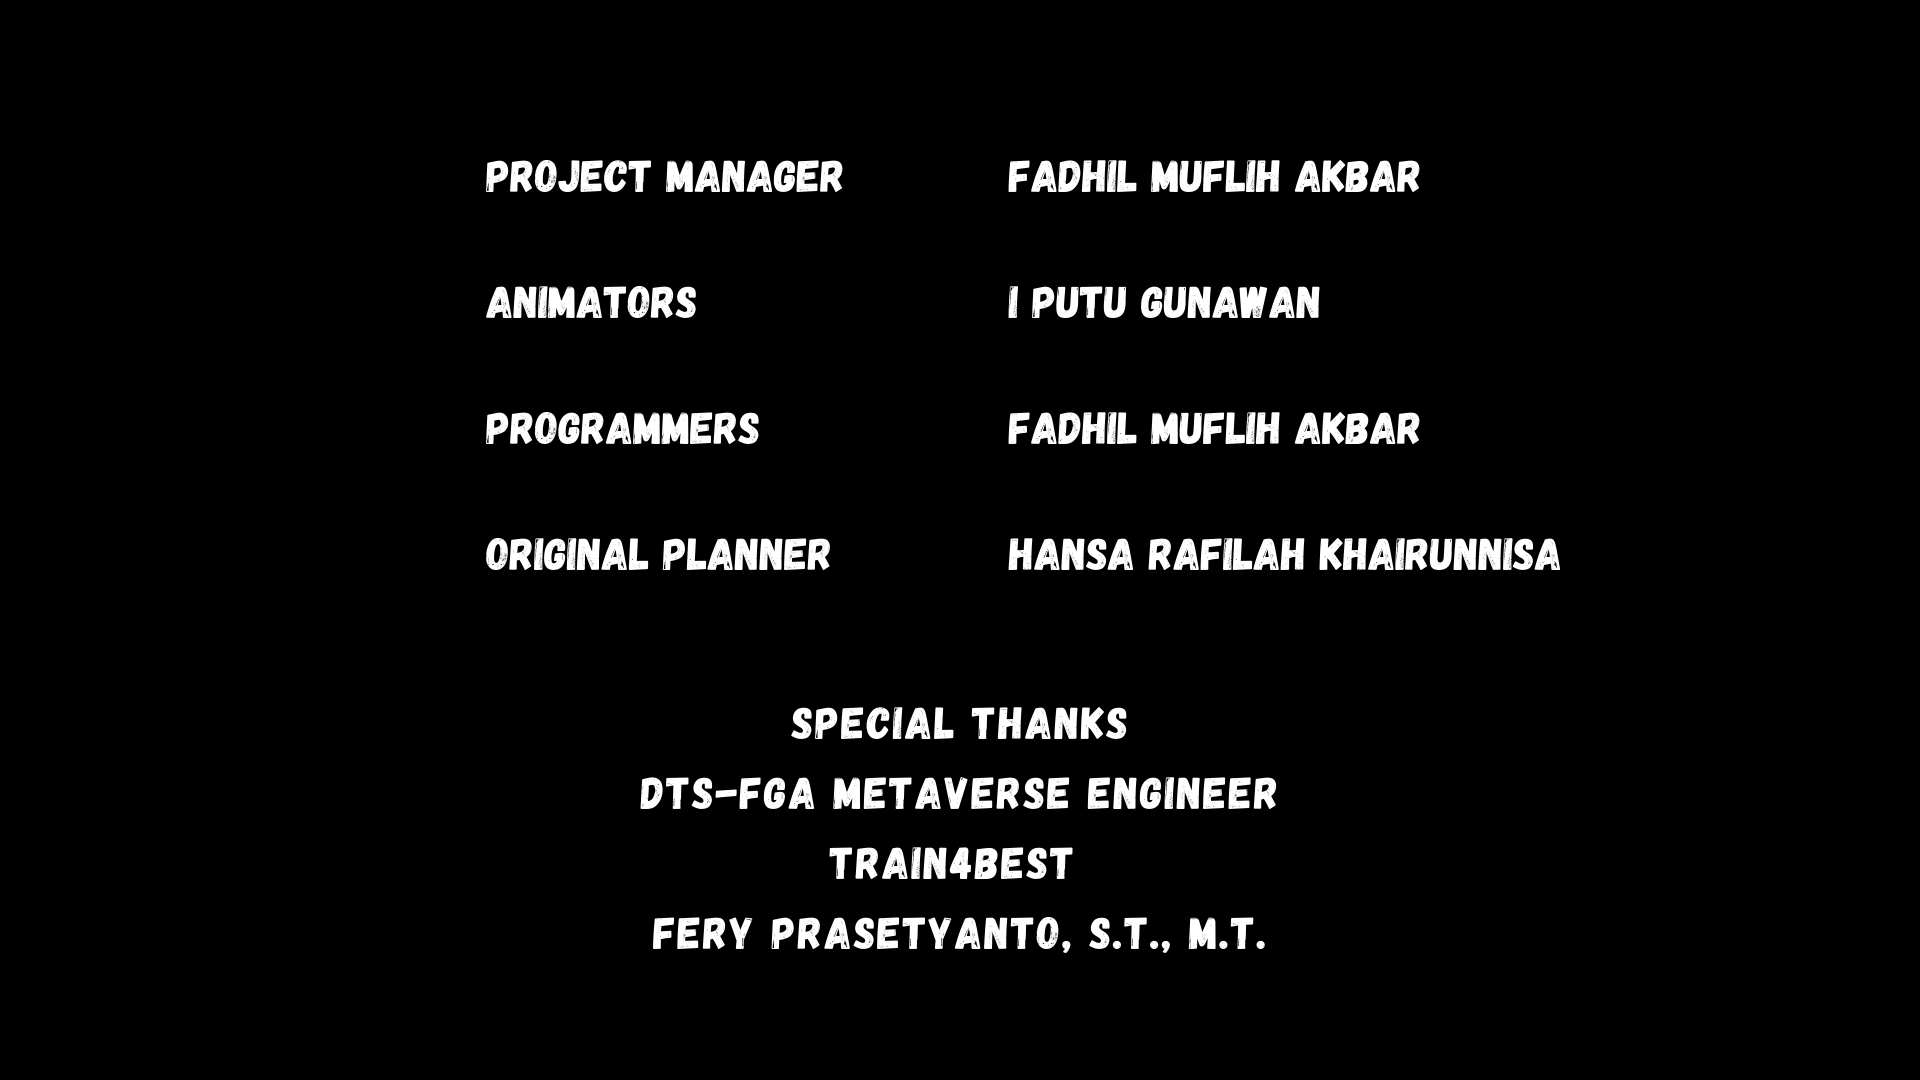 PROJECT MANAGER FADHIL MUFLIH AKBAR
ANIMATORS I PUTU GUNAWAN
PROGRAMMERS FADHIL MUFLIH AKBAR
ORIGINAL PLANNER HANSA RAFILAH KHAIRUNNISA
SPECIAL THANKS
DTS-FGA METAVERSE ENGINEER
TRAIN4BEST
FERY PRASETYANTO, S.T., M.T.